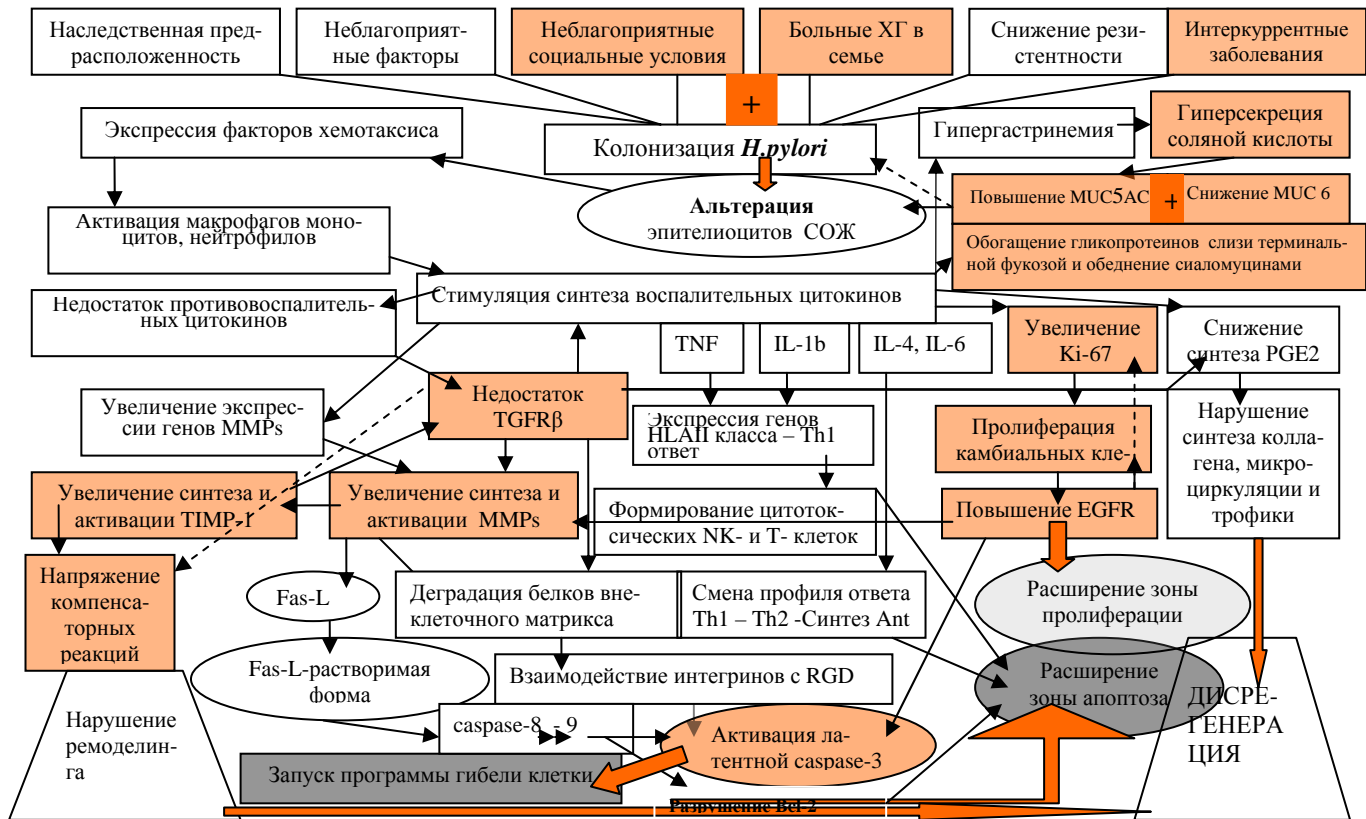 Наследственная пред-
расположенность
Неблагоприят-
ные факторы
Неблагоприятные
социальные условия
Больные ХГ в
семье
Снижение рези-
стентности
Интеркуррентные
заболевания
+
Экспрессия факторов хемотаксиса
Колонизация H.pylori
Гипергастринемия
Гиперсекреция
соляной кислоты
Альтерация
эпителиоцитов СОЖ
Повышение MUC5AC
+
Снижение MUC 6
Активация макрофагов моно-
цитов, нейтрофилов
Обогащение гликопротеинов слизи терминаль-
ной фукозой и обеднение сиаломуцинами
Недостаток противовоспалитель-
ных цитокинов
Стимуляция синтеза воспалительных цитокинов
TNF
IL-1b
IL-4, IL-6
Увеличение
Ki-67
Снижение
синтеза PGE2
Увеличение экспрес-
сии генов MMPs
Недостаток
TGFRβ
Экспрессия генов
HLAII класса – Th1
ответ
Пролиферация
камбиальных кле-
Нарушение
синтеза колла-
гена, микро-
циркуляции и
трофики
Увеличение синтеза и
активации TIMP-1
Увеличение синтеза и
активации MMPs
Формирование цитоток-
сических NK- и T- клеток
Повышение EGFR
Напряжение
компенса-
торных
реакций
Fas-L
Деградация белков вне-
клеточного матрикса
Смена профиля ответа
Th1 – Th2 -Синтез Ant
Расширение зоны
пролиферации
Fas-L-растворимая
форма
Взаимодействие интегринов с RGD
Расширение
зоны апоптоза
Нарушение
ремоделин-
га
caspase-8 - 9
Активация ла-
тентной caspase-3
ДИСРЕ-
ГЕНЕРА
ЦИЯ
Запуск программы гибели клетки
Разрушение Bcl-2